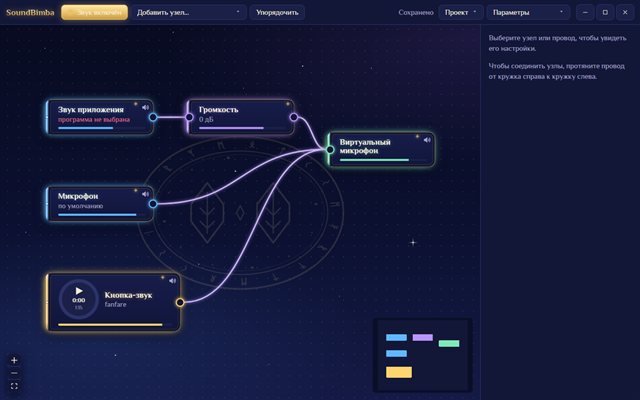 SoundBimba
Звук включён
Добавить узел...
Упорядочить
Сохранено
Проект
Параметры
Выберите узел или провод, чтобы увидеть
его настройки.
Чтобы соединить узлы, протяните провод
от кружка справа к кружку слева.
Звук приложения
программа не выбрана
Громкость
0 дБ
Виртуальный
микрофон
Микрофон
по умолчанию
0:00
Кнопка-звук
fanfare